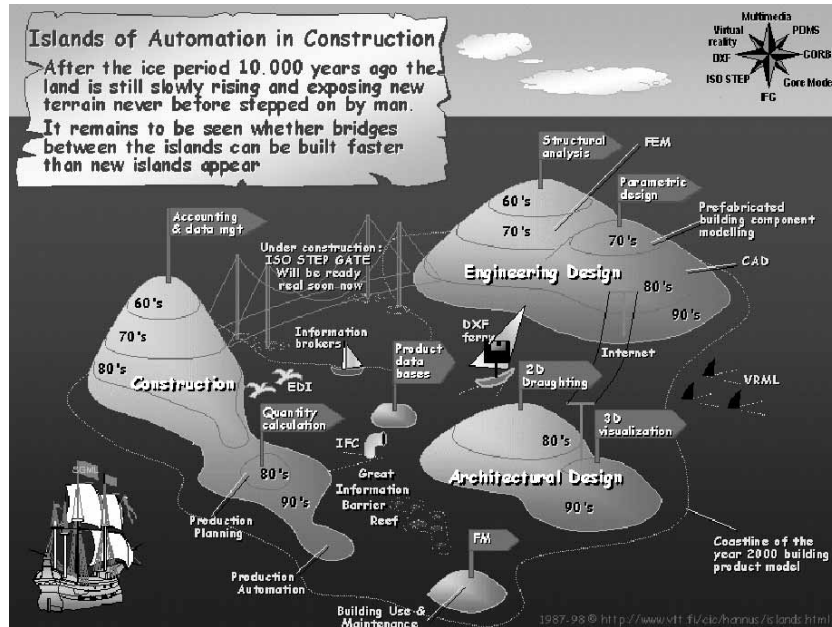 Islands of Automation in Construction
After the ice period 10.000 years ago the
land is still slowly rising and exposing new
terrain never before stepped on by man.
It remains to be seen whether bridges
between the islands can be built faster
than new islands appear
Multimedia
Virtual
reality
PDMS
DXF
CORB
ISO STEP
Core Mode
IFC
Structural
analysis
FEM
Parametric
design
Prefabricated
building component
modelling
CAD
60's
70's
70's
Engineering Design
80's
90's
Accounting
& data mgt
Under construction:
ISO STEP GATE
Will be ready
real soon now
60's
70's
80's
Construction
Information
brokers
DXF
ferry
Internet
Product
data
bases
EDI
2D
Draughting
VRML
Quantity
calculation
3D
visualization
IFC
80's
Architectural Design
90's
80's
90's
Great
Information
Barrier
Reef
SGML
Production
Planning
Production
Automation
FM
Building Use &
Maintenance
Coastline of the
year 2000 building
product model
1987-98 © http://www.vtt.fi/cic/hannus/islands.html